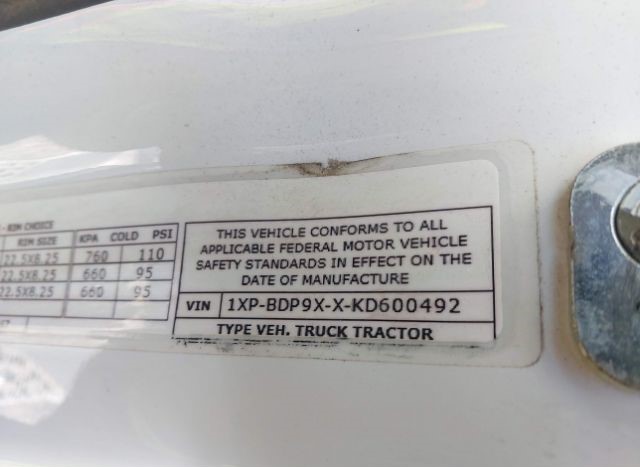 - RIM CHOICE
RIM SIZE KPA COLD PSI
22.5X8.25 760 110
22.5X8.25 660 95
22.5X8.25 660 95
THIS VEHICLE CONFORMS TO ALL
APPLICABLE FEDERAL MOTOR VEHICLE
SAFETY STANDARDS IN EFFECT ON THE
DATE OF MANUFACTURE
VIN 1XP-BDP9X-X-KD600492
TYPE VEH. TRUCK TRACTOR